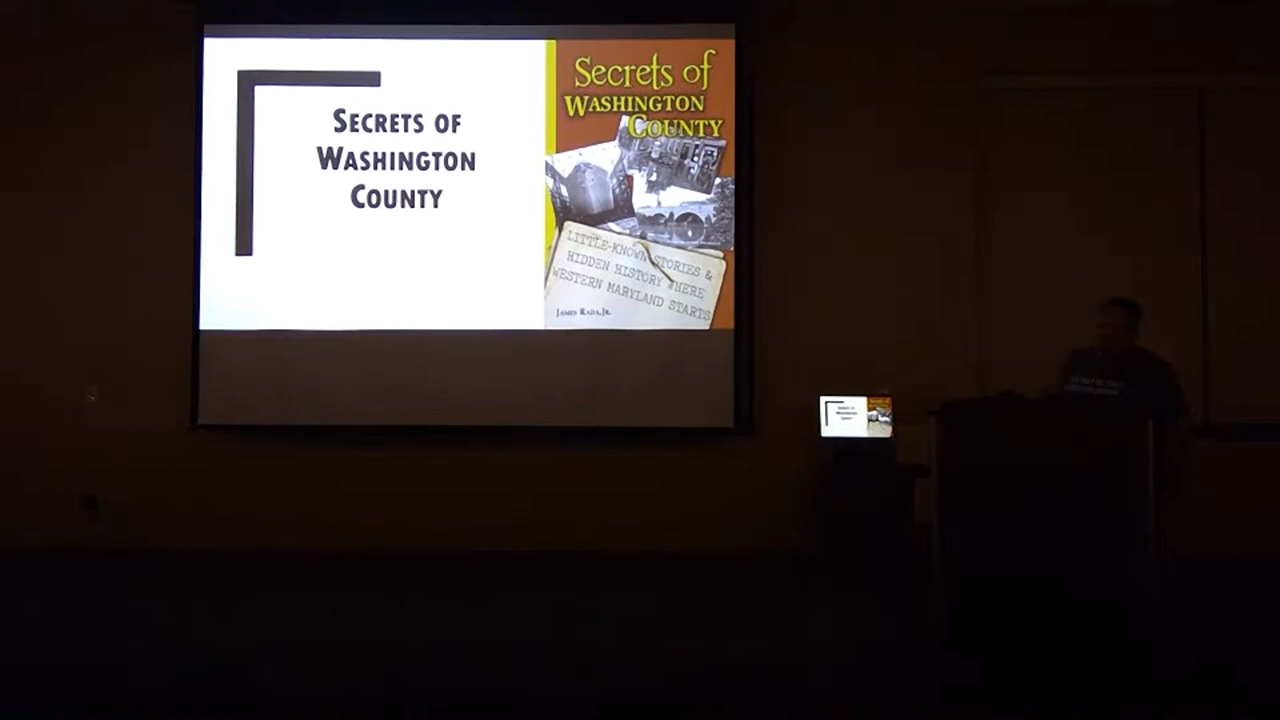 SECRETS OF
WASHINGTON
COUNTY
Secrets of
WASHINGTON
COUNTY
LITTLE-KNOWN STORIES &
HIDDEN HISTORY WHERE
WESTERN MARYLAND STARTS
JAMES RADA, JR.